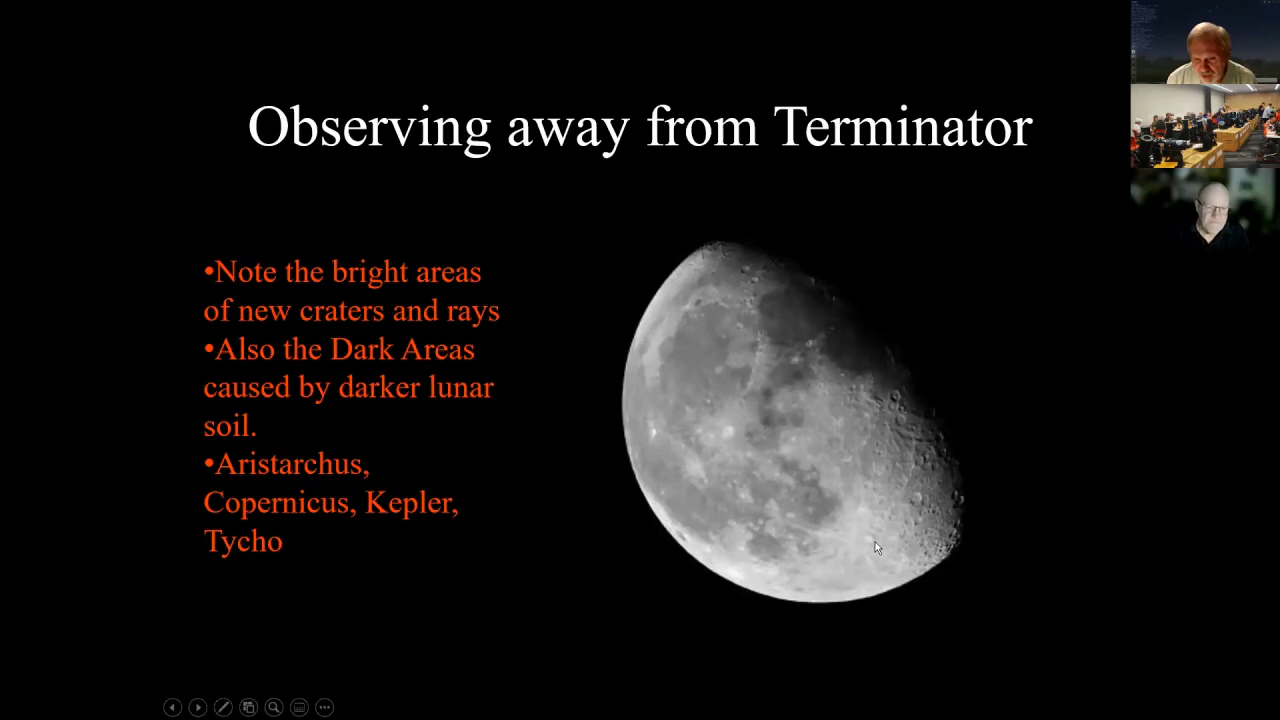 Observing away from Terminator
•Note the bright areas
of new craters and rays
•Also the Dark Areas
caused by darker lunar
soil.
•Aristarchus,
Copernicus, Kepler,
Tycho